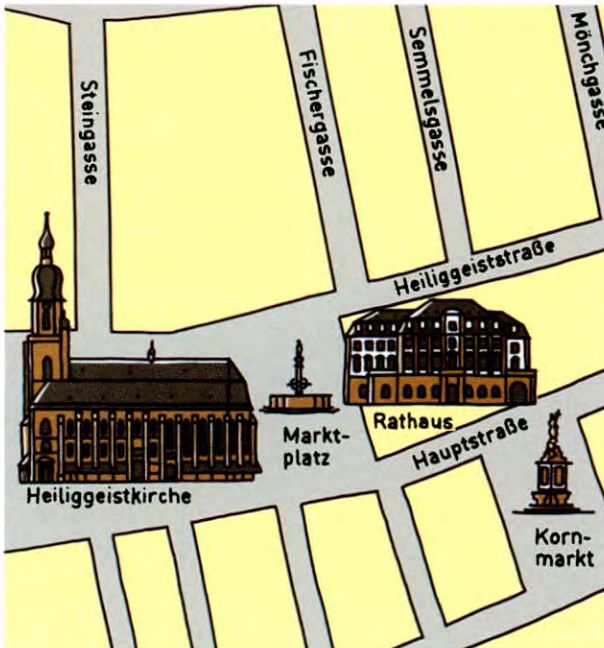 Steingasse
Fischergasse
Semmelsgasse
Mönchgasse
Heiliggeiststraße
Rathaus
Markt-
platz
Hauptstraße
Heiliggeistkirche
Korn-
markt